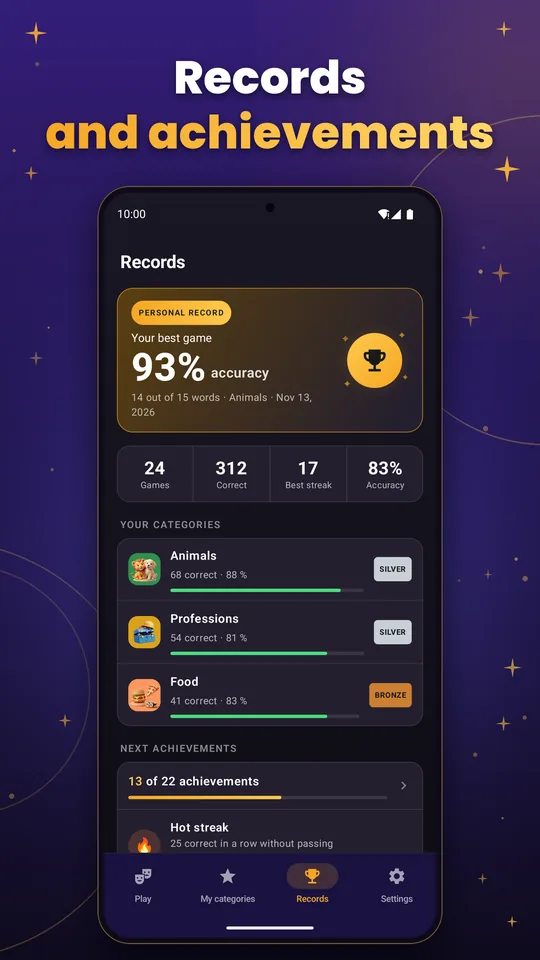 Records
and achievements
10:00
Records
PERSONAL RECORD
Your best game
93% accuracy
14 out of 15 words · Animals · Nov 13,
2026
24
Games
312
Correct
17
Best streak
83%
Accuracy
YOUR CATEGORIES
Animals
68 correct · 88 %
SILVER
Professions
54 correct · 81 %
SILVER
Food
41 correct · 83 %
BRONZE
NEXT ACHIEVEMENTS
13 of 22 achievements
Hot streak
25 correct in a row without passing
Play
My categories
Records
Settings